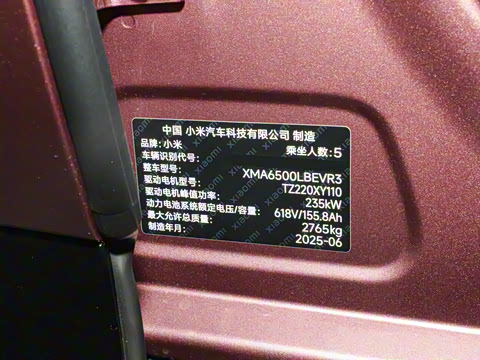 中国 小米汽车科技有限公司 制造
品牌：小米 乘坐人数：5
车辆识别代号：
整车型号： XMA6500LBEVR3
驱动电机型号： TZ220XY110
驱动电机峰值功率： 235kW
动力电池系统额定电压/容量： 618V/155.8Ah
最大允许总质量： 2765kg
制造年月： 2025-06